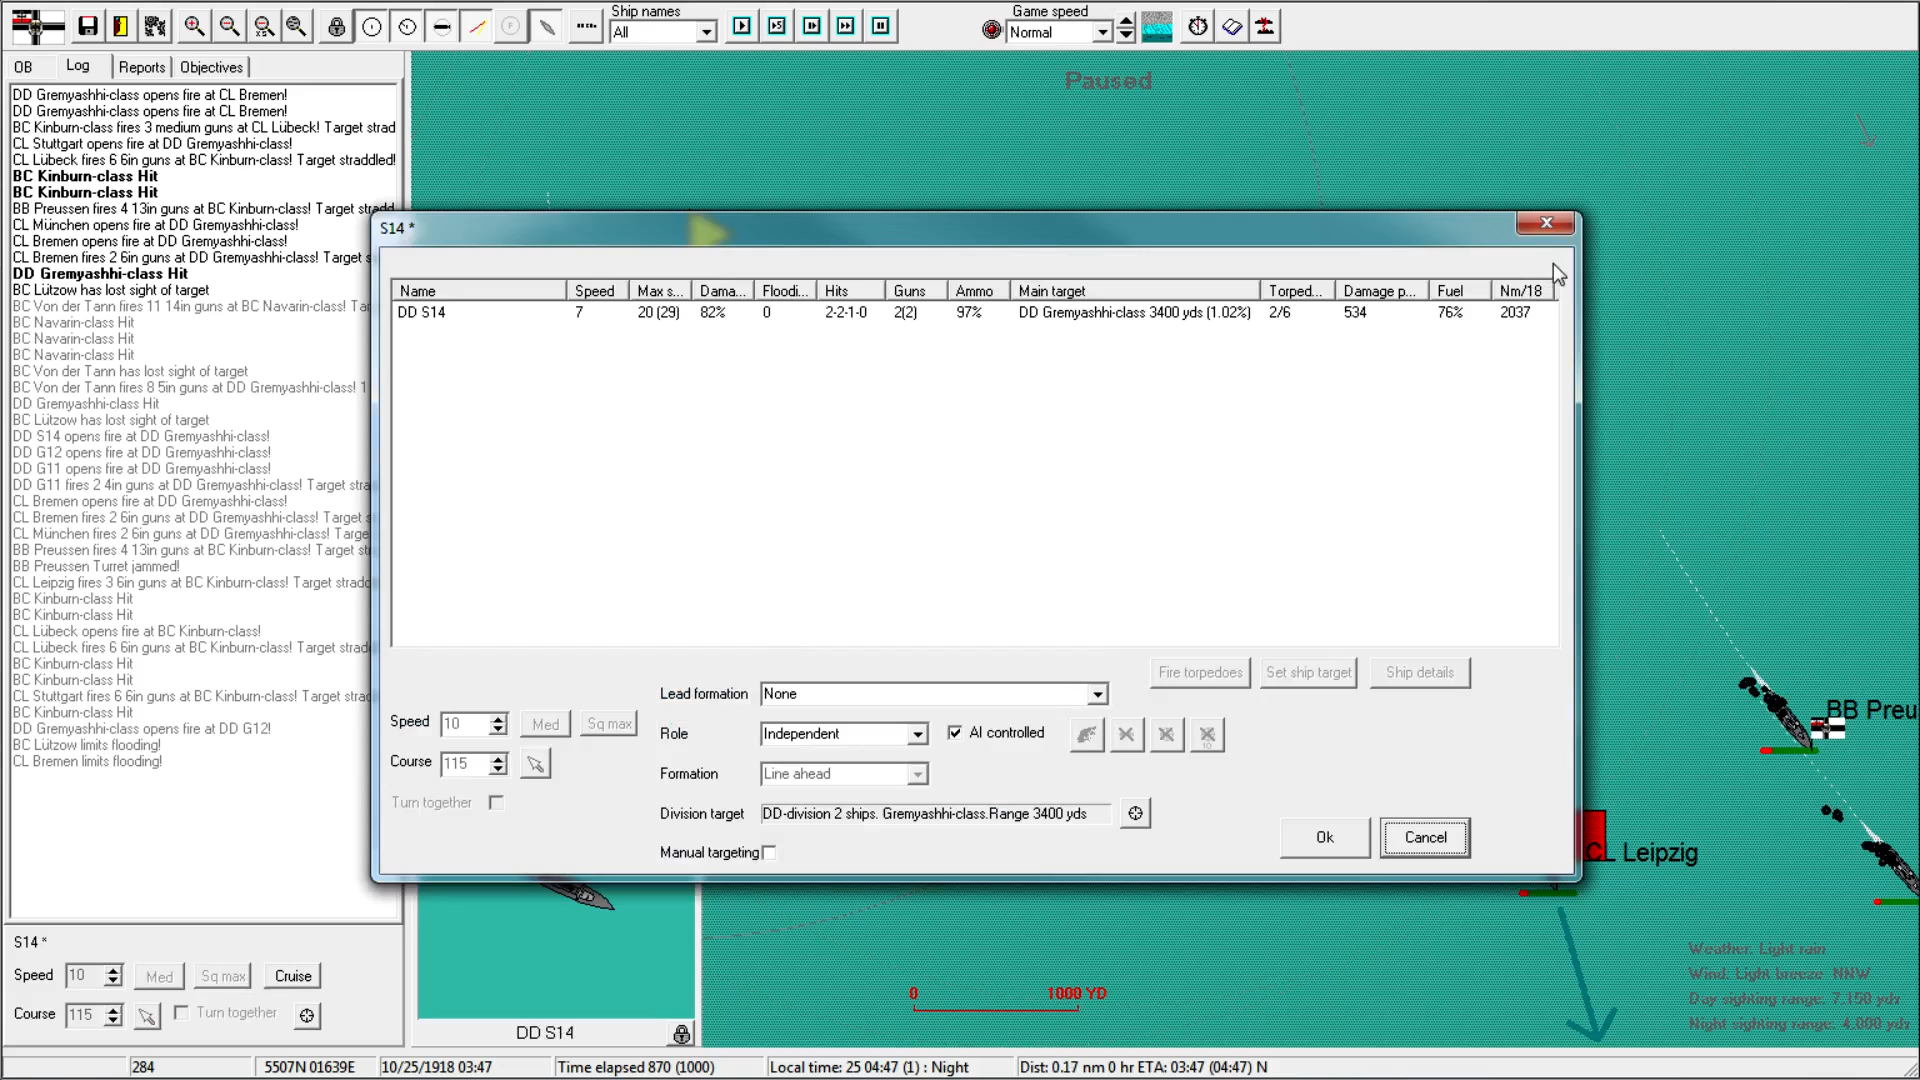 Ship names
All
Game speed
Normal
OB
Log
Reports
Objectives
Paused
DD Gremyashhi-class opens fire at CL Bremen!
DD Gremyashhi-class opens fire at CL Bremen!
BC Kinburn-class fires 3 medium guns at CL Lübeck! Target strad
CL Stuttgart opens fire at DD Gremyashhi-class!
CL Lübeck fires 6 6in guns at BC Kinburn-class! Target straddled!
BC Kinburn-class Hit
BC Kinburn-class Hit
BB Preussen fires 4 13in guns at BC Kinburn-class! Target stradd
CL München opens fire at DD Gremyashhi-class!
CL Bremen opens fire at DD Gremyashhi-class!
CL Bremen fires 2 6in guns at DD Gremyashhi-class! Target s
DD Gremyashhi-class Hit
BC Lützow has lost sight of target
BC Von der Tann fires 11 14in guns at BC Navarin-class! Ta
BC Navarin-class Hit
BC Navarin-class Hit
BC Navarin-class Hit
BC Von der Tann has lost sight of target
BC Von der Tann fires 8 5in guns at DD Gremyashhi-class! 1
DD Gremyashhi-class Hit
BC Lützow has lost sight of target
DD S14 opens fire at DD Gremyashhi-class!
DD G12 opens fire at DD Gremyashhi-class!
DD G11 opens fire at DD Gremyashhi-class!
DD G11 fires 2 4in guns at DD Gremyashhi-class! Target stra
CL Bremen opens fire at DD Gremyashhi-class!
CL Bremen fires 2 6in guns at DD Gremyashhi-class! Target s
CL München fires 2 6in guns at DD Gremyashhi-class! Targe
BB Preussen fires 4 13in guns at BC Kinburn-class! Target st
BB Preussen Turret jammed!
CL Leipzig fires 3 6in guns at BC Kinburn-class! Target stradd
BC Kinburn-class Hit
BC Kinburn-class Hit
CL Lübeck opens fire at BC Kinburn-class!
CL Lübeck fires 6 6in guns at BC Kinburn-class! Target strad
BC Kinburn-class Hit
BC Kinburn-class Hit
CL Stuttgart fires 6 6in guns at BC Kinburn-class! Target strad
BC Kinburn-class Hit
DD Gremyashhi-class opens fire at DD G12!
BC Lützow limits flooding!
CL Bremen limits flooding!
S14 *
Name Speed Max s... Dama... Floodi... Hits Guns Ammo Main target Torped... Damage p... Fuel Nm/18
DD S14 7 20 (29) 82% 0 2-2-1-0 2(2) 97% DD Gremyashhi-class 3400 yds (1.02%) 2/6 534 76% 2037
Fire torpedoes Set ship target Ship details
Lead formation None
Speed 10 Med Sq max
Role Independent AI controlled 10
Course 115
Formation Line ahead
Turn together
Division target DD-division 2 ships. Gremyashhi-class.Range 3400 yds
Manual targeting
Ok Cancel
BB Preu
CL Leipzig
0 1000 YD
Weather: Light rain
Wind: Light breeze NNW
Day sighting range: 7,150 yds
Night sighting range: 4,000 yds
S14 *
Speed 10 Med Sq max Cruise
Course 115 Turn together
DD S14
284 5507N 01639E 10/25/1918 03:47 Time elapsed 870 (1000) Local time: 25 04:47 (1) : Night Dist: 0.17 nm 0 hr ETA: 03:47 (04:47) N